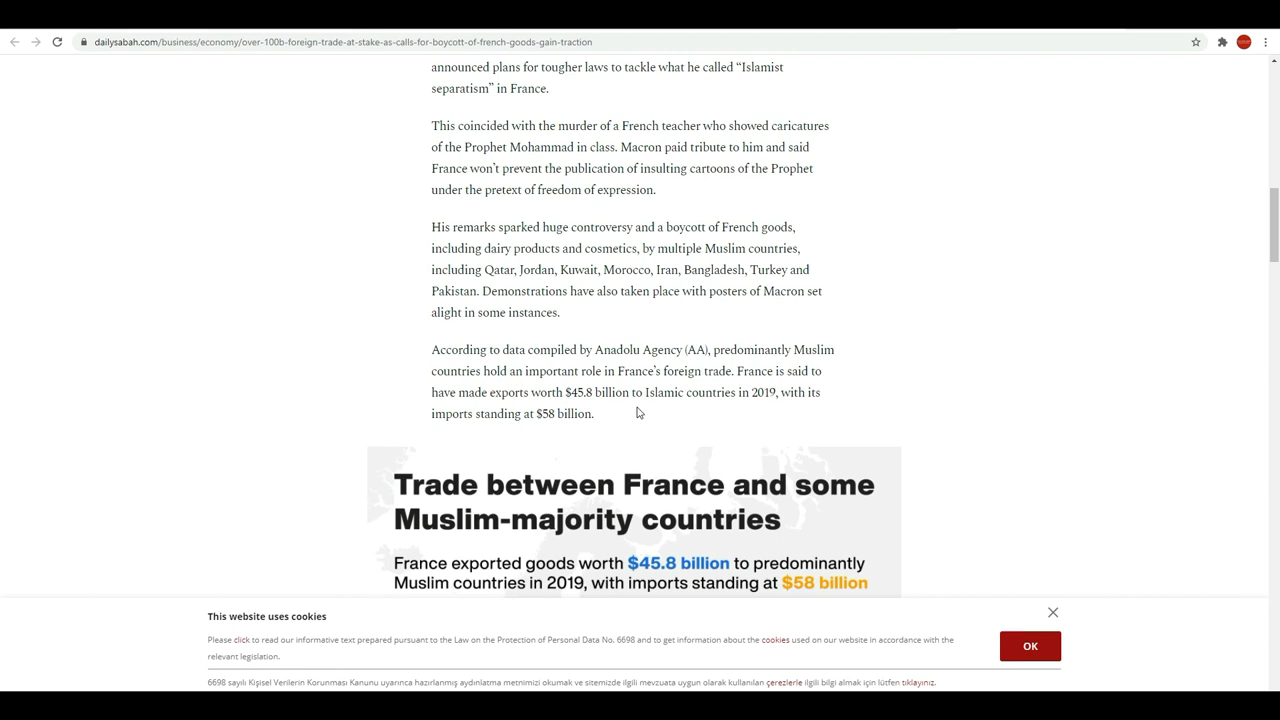 dailysabah.com/business/economy/over-100b-foreign-trade-at-stake-as-calls-for-boycott-of-french-goods-gain-traction
announced plans for tougher laws to tackle what he called “Islamist
separatism” in France.
This coincided with the murder of a French teacher who showed caricatures
of the Prophet Mohammad in class. Macron paid tribute to him and said
France won’t prevent the publication of insulting cartoons of the Prophet
under the pretext of freedom of expression.
His remarks sparked huge controversy and a boycott of French goods,
including dairy products and cosmetics, by multiple Muslim countries,
including Qatar, Jordan, Kuwait, Morocco, Iran, Bangladesh, Turkey and
Pakistan. Demonstrations have also taken place with posters of Macron set
alight in some instances.
According to data compiled by Anadolu Agency (AA), predominantly Muslim
countries hold an important role in France’s foreign trade. France is said to
have made exports worth $45.8 billion to Islamic countries in 2019, with its
imports standing at $58 billion.
Trade between France and some
Muslim-majority countries
France exported goods worth $45.8 billion to predominantly
Muslim countries in 2019, with imports standing at $58 billion
This website uses cookies
Please click to read our informative text prepared pursuant to the Law on the Protection of Personal Data No. 6698 and to get information about the cookies used on our website in accordance with the
relevant legislation.
OK
6698 sayılı Kişisel Verilerin Korunması Kanunu uyarınca hazırlanmış aydınlatma metnimizi okumak ve sitemizde ilgili mevzuata uygun olarak kullanılan çerezlerle ilgili bilgi almak için lütfen tıklayınız.